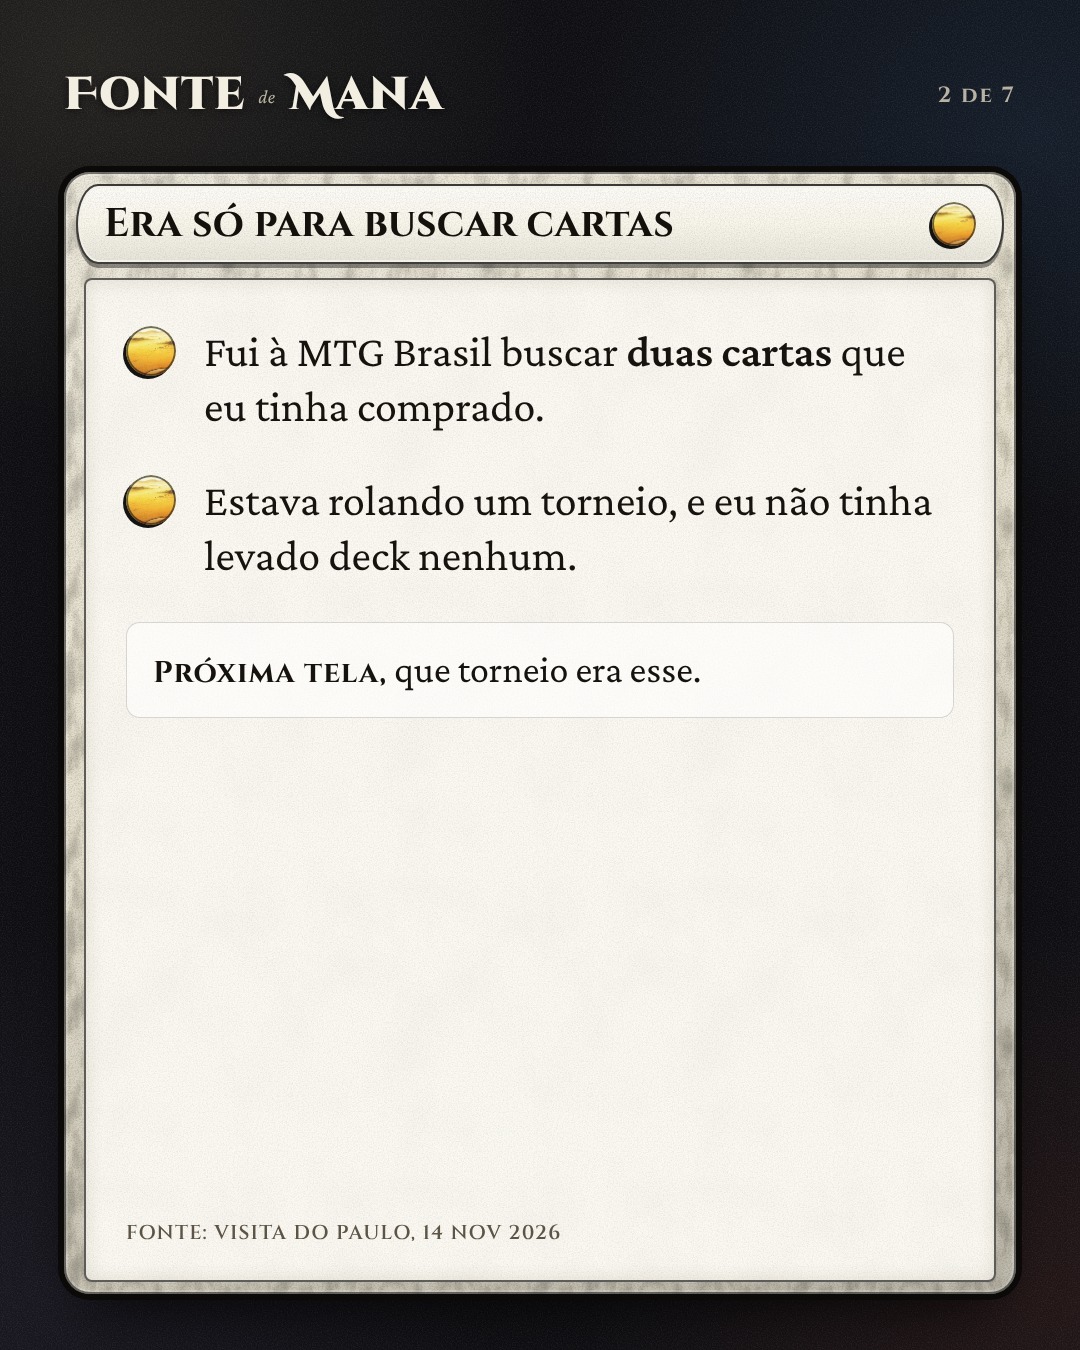 Fonte de Mana
2 de 7
Era só para buscar cartas
Fui à MTG Brasil buscar duas cartas que
eu tinha comprado.
Estava rolando um torneio, e eu não tinha
levado deck nenhum.
Próxima tela, que torneio era esse.
FONTE: VISITA DO PAULO, 14 NOV 2026